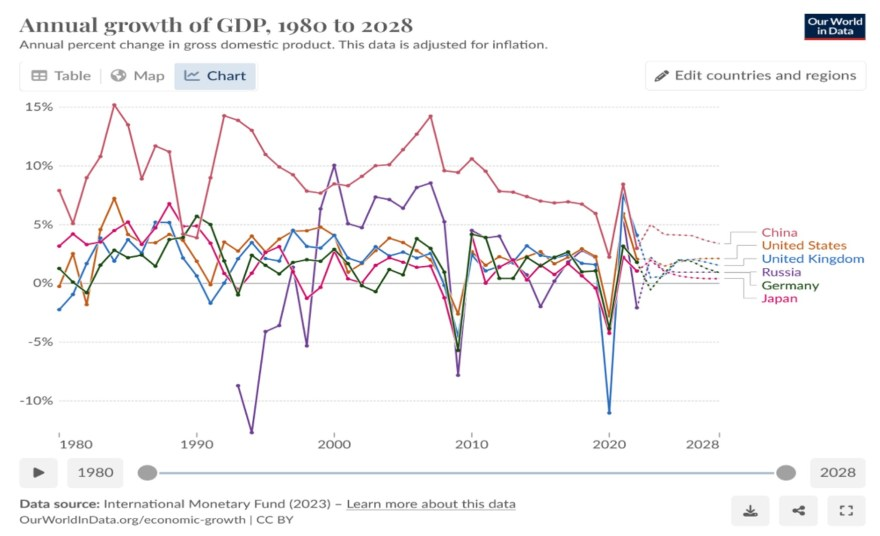 Annual growth of GDP, 1980 to 2028
Annual percent change in gross domestic product. This data is adjusted for inflation.
Our World
in Data
Table
Map
Chart
Edit countries and regions
15%
10%
5%
0%
-5%
-10%
1980
1990
2000
2010
2020
2028
China
United States
United Kingdom
Russia
Germany
Japan
1980
2028
Data source: International Monetary Fund (2023) – Learn more about this data
OurWorldInData.org/economic-growth | CC BY